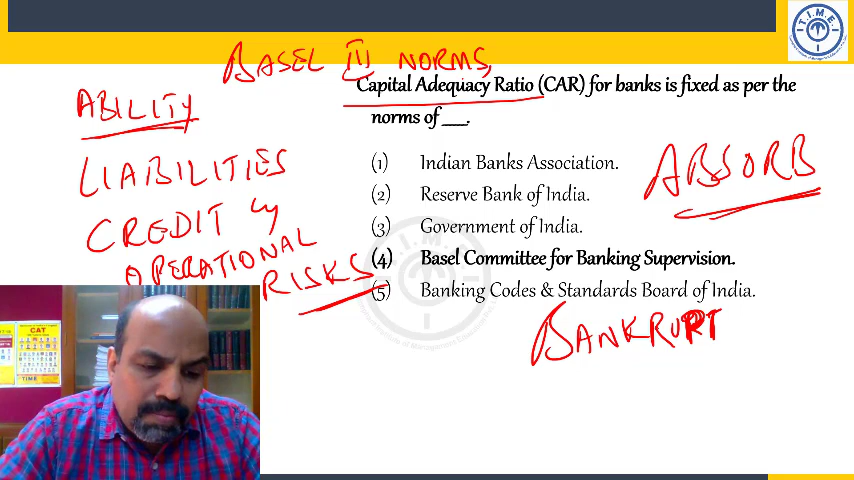 T.I.M.E.
BASEL III NORMS,
Capital Adequacy Ratio (CAR) for banks is fixed as per the
norms of ___.
ABILITY
LIABILITIES
CREDIT
OPERATIONAL
RISKS
(1) Indian Banks Association.
(2) Reserve Bank of India.
(3) Government of India.
(4) Basel Committee for Banking Supervision.
(5) Banking Codes & Standards Board of India.
ABSORB
BANKRUPT
T.I.M.E.
CAT
TIME